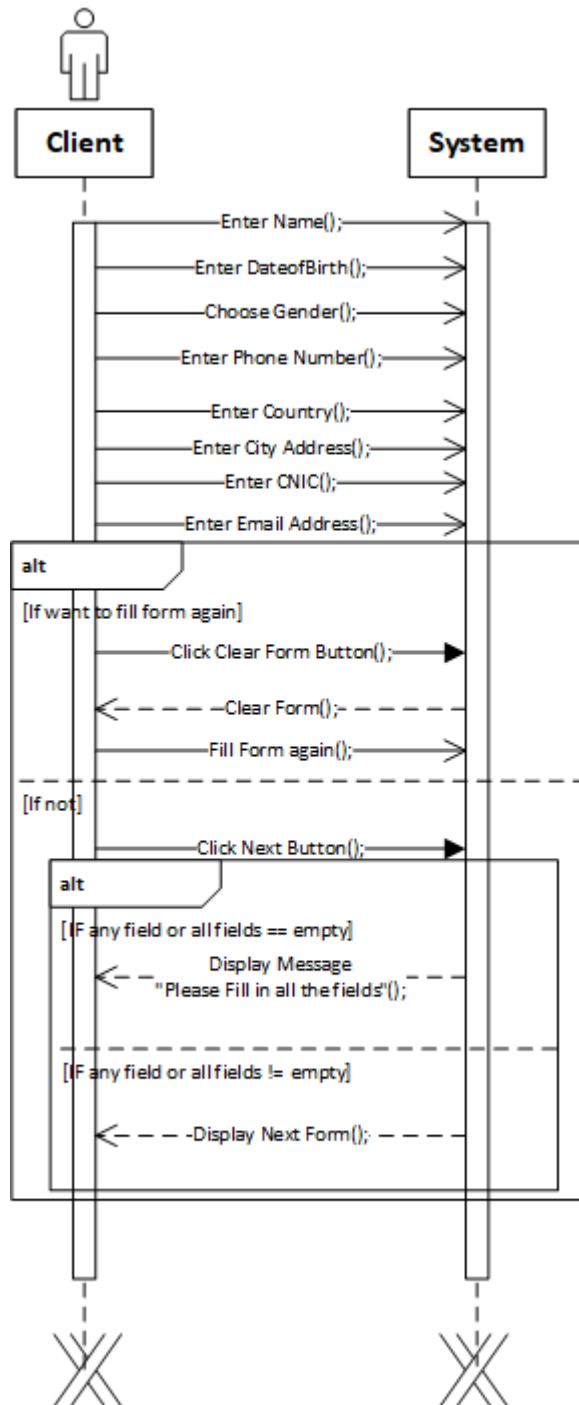 Client
System
Enter Name();
Enter DateofBirth();
Choose Gender();
Enter Phone Number();
Enter Country();
Enter City Address();
Enter CNIC();
Enter Email Address();
alt
[If want to fill form again]
Click Clear Form Button();
Clear Form();
Fill Form again();
[If not]
Click Next Button();
alt
[IF any field or all fields == empty]
Display Message
"Please Fill in all the fields"();
[IF any field or all fields != empty]
Display Next Form();